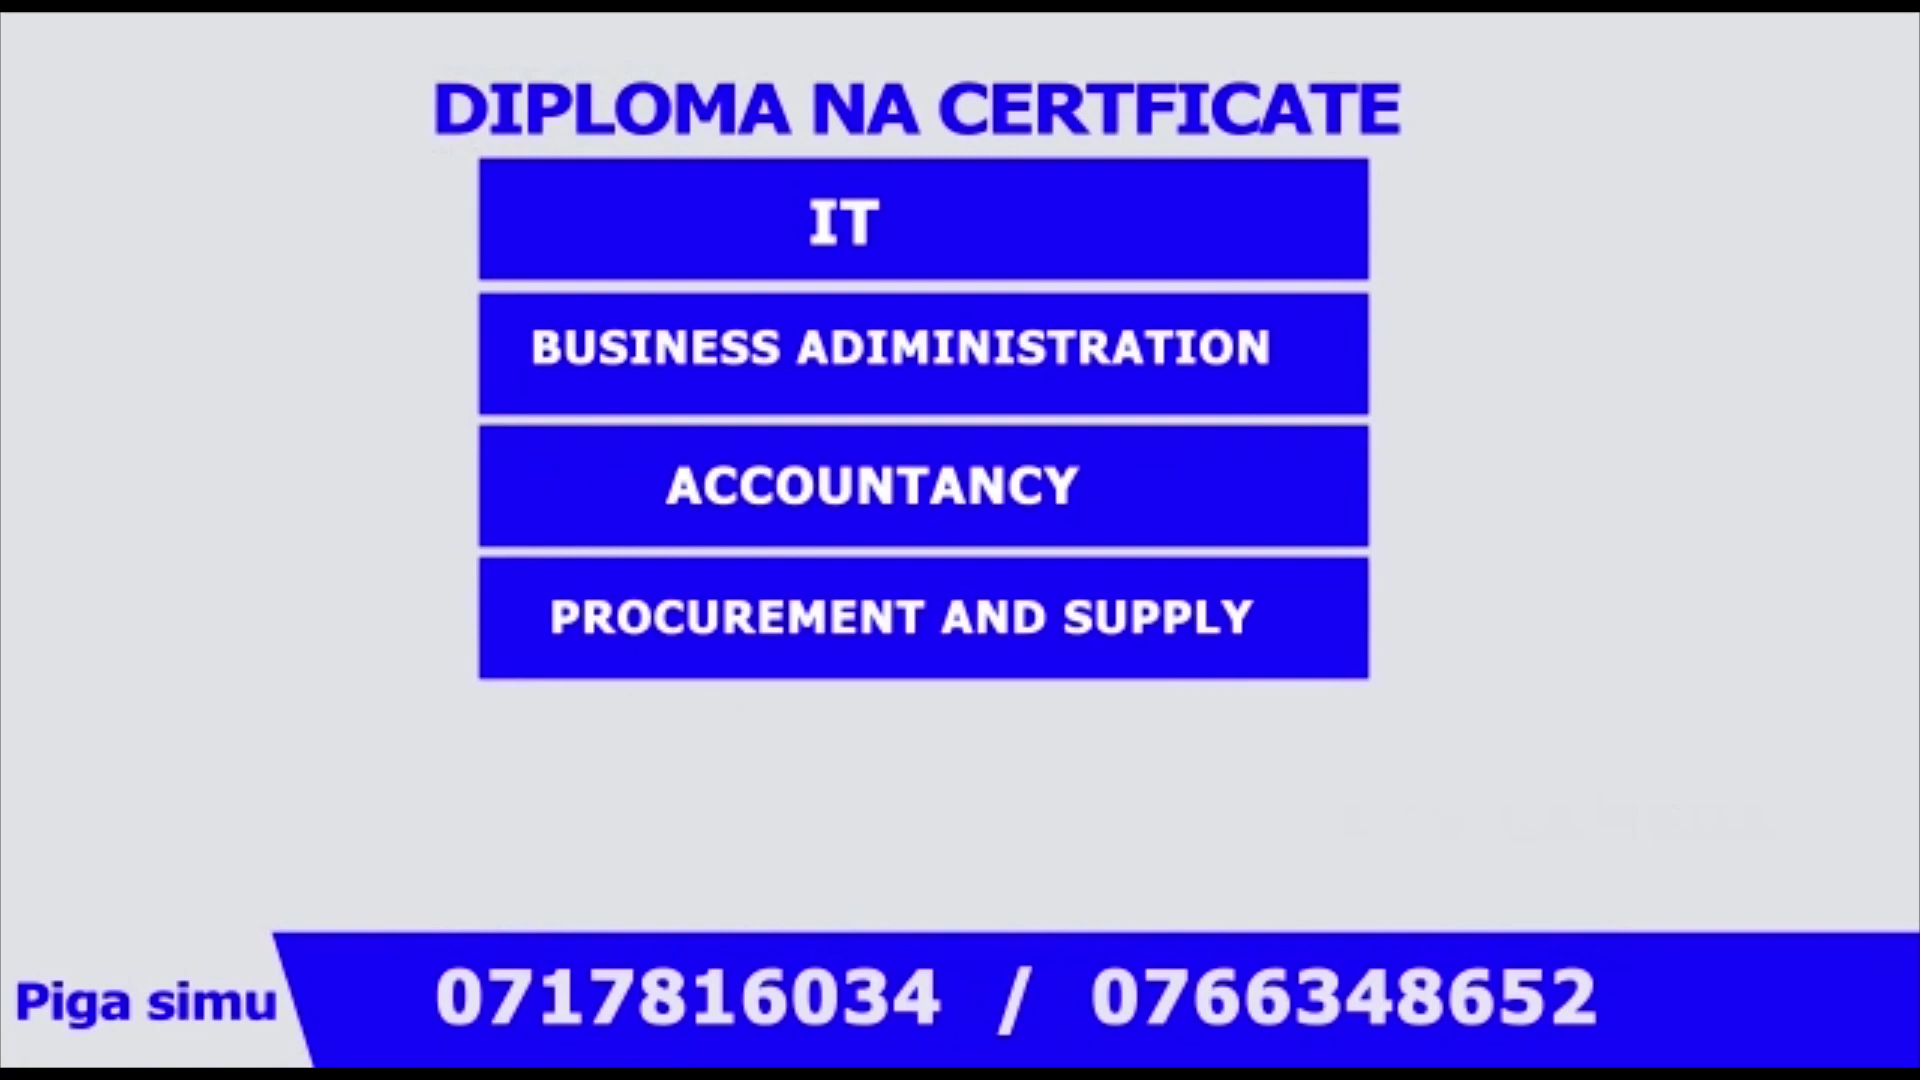 DIPLOMA NA CERTFICATE
IT
BUSINESS ADIMINISTRATION
ACCOUNTANCY
PROCUREMENT AND SUPPLY
Piga simu 0717816034 / 0766348652